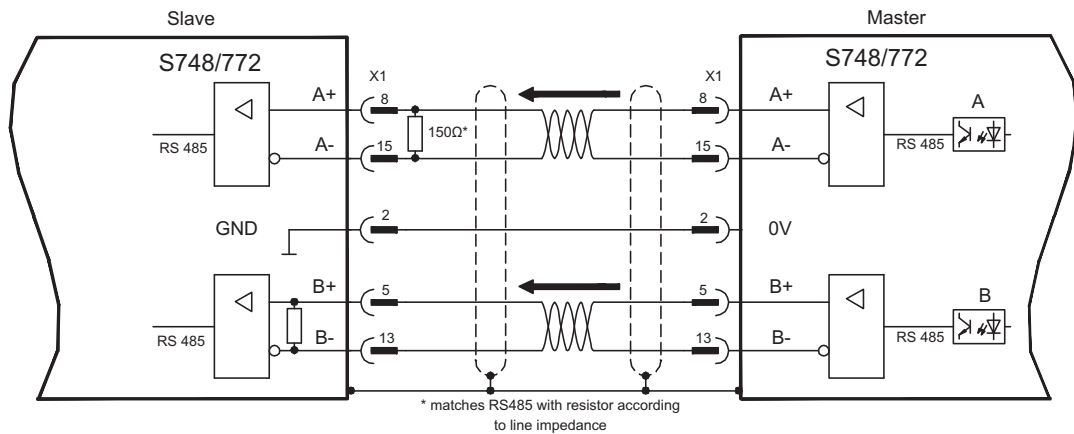 Slave
Master
S748/772
S748/772
X1
X1
A+
8
8
A+
A
RS 485
150Ω*
RS 485
A-
15
15
A-
GND
2
2
0V
B+
5
5
B+
B
RS 485
RS 485
B-
13
13
B-
* matches RS485 with resistor according
to line impedance